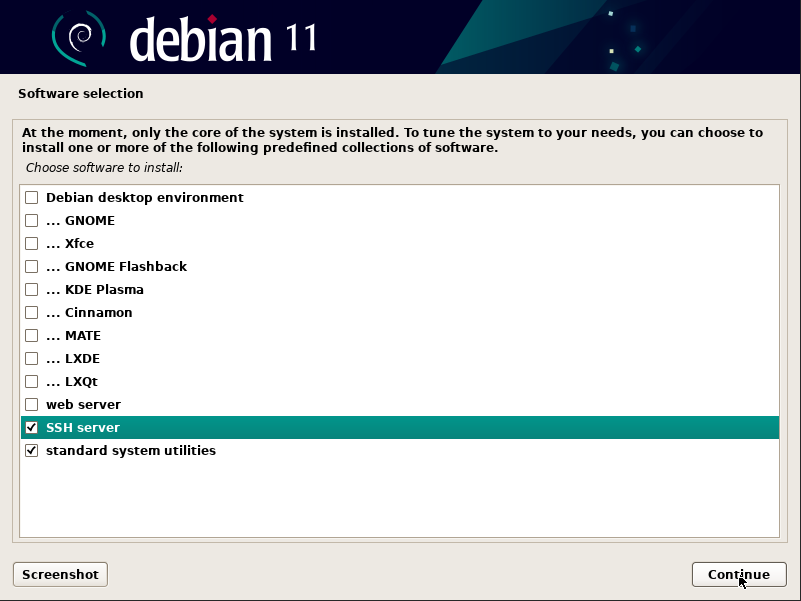 debian 11
Software selection
At the moment, only the core of the system is installed. To tune the system to your needs, you can choose to
install one or more of the following predefined collections of software.
Choose software to install:
Debian desktop environment
... GNOME
... Xfce
... GNOME Flashback
... KDE Plasma
... Cinnamon
... MATE
... LXDE
... LXQt
web server
SSH server
standard system utilities
Screenshot
Continue